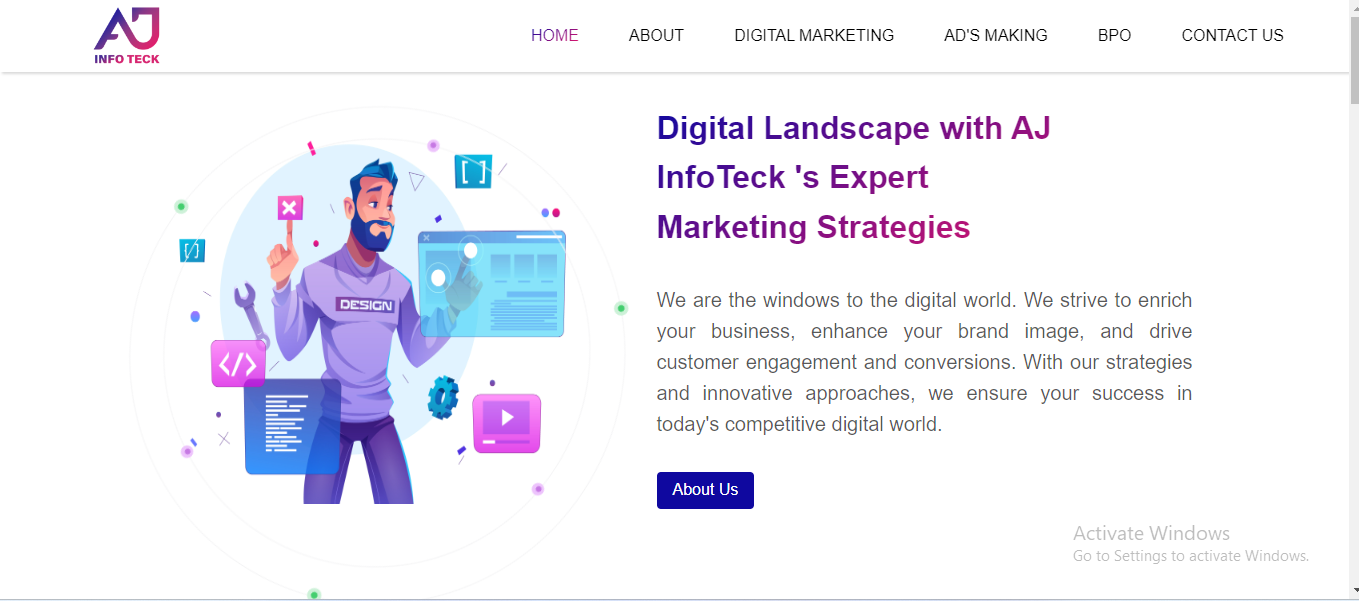 AJ
INFO TECK
HOME ABOUT DIGITAL MARKETING AD'S MAKING BPO CONTACT US
Digital Landscape with AJ
InfoTeck 's Expert
Marketing Strategies
We are the windows to the digital world. We strive to enrich
your business, enhance your brand image, and drive
customer engagement and conversions. With our strategies
and innovative approaches, we ensure your success in
today's competitive digital world.
About Us
DESIGN
[ ]
[/]
</>
Activate Windows
Go to Settings to activate Windows.